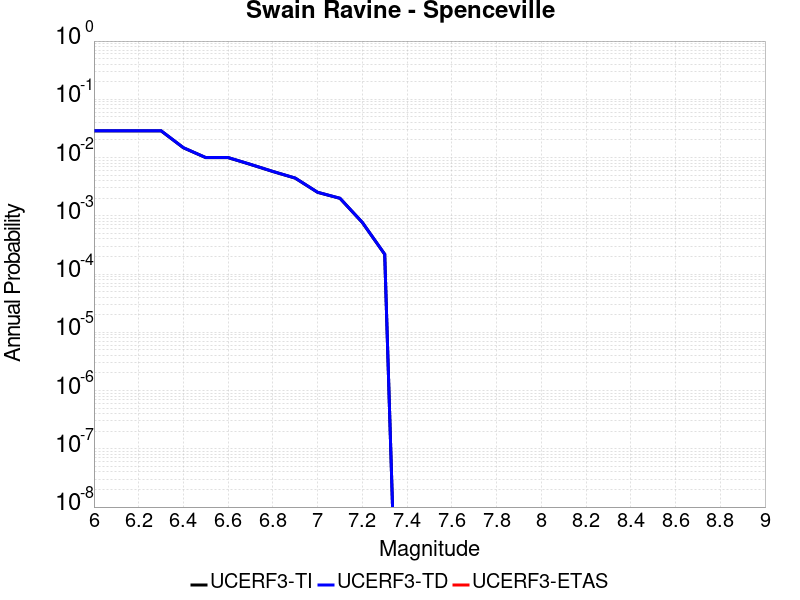 Swain Ravine - Spenceville
10^0
10^-1
10^-2
10^-3
10^-4
10^-5
10^-6
10^-7
10^-8
Annual Probability
6 6.2 6.4 6.6 6.8 7 7.2 7.4 7.6 7.8 8 8.2 8.4 8.6 8.8 9
Magnitude
UCERF3-TI UCERF3-TD UCERF3-ETAS